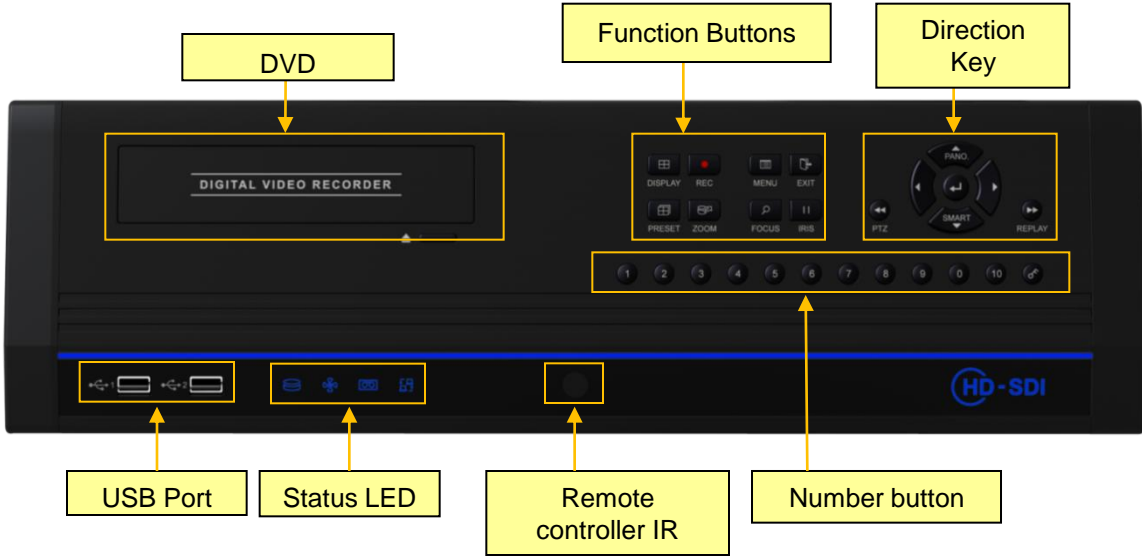 DVD
Function Buttons
Direction
Key
DIGITAL VIDEO RECORDER
DISPLAY REC MENU EXIT
PRESET ZOOM FOCUS IRIS
PANO.
SMART
PTZ REPLAY
1 2 3 4 5 6 7 8 9 0 10
1 2
HD-SDI
USB Port
Status LED
Remote
controller IR
Number button